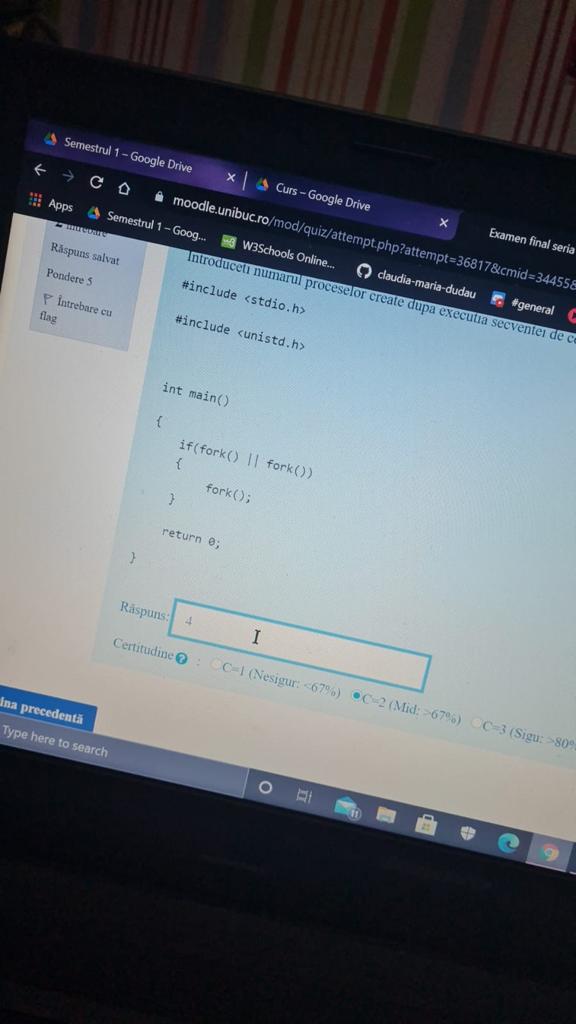 Semestrul 1 – Google Drive
Curs – Google Drive
Examen final seria
moodle.unibuc.ro/mod/quiz/attempt.php?attempt=36817&cmid=34455
Apps
Semestrul 1 – Goog...
W3Schools Online...
claudia-maria-dudau
#general
Răspuns salvat
Pondere 5
Întrebare cu
flag
Introduceti numarul proceselor create dupa executia secventei de
#include <stdio.h>
#include <unistd.h>
int main()
{
if(fork() || fork())
{
fork();
}
return 0;
}
Răspuns:
4
Certitudine ? :
C=1 (Nesigur: <67%)
C=2 (Mid: >67%)
C=3 (Sigu: >80%
ina precedentă
Type here to search
11